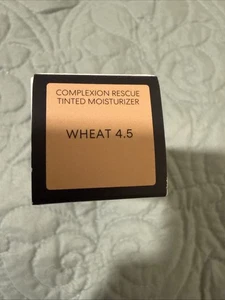 COMPLEXION RESCUE
TINTED MOISTURIZER
WHEAT 4.5